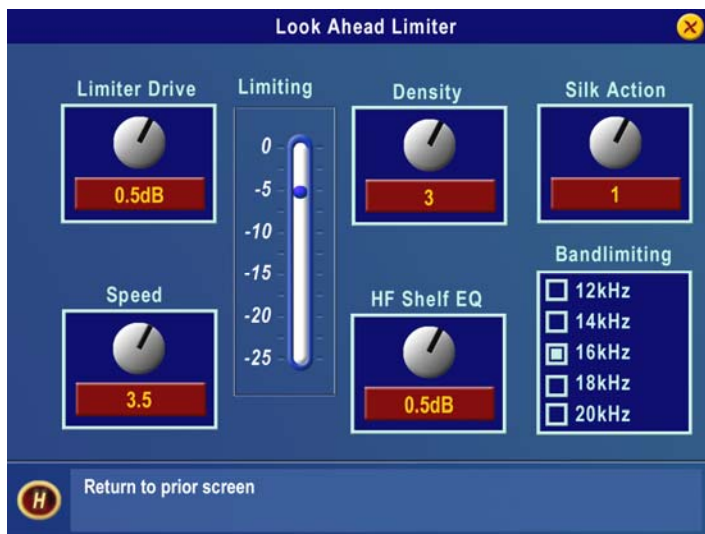 Look Ahead Limiter
Limiter Drive
0.5dB
Speed
3.5
Limiting
0
-5
-10
-15
-20
-25
Density
3
HF Shelf EQ
0.5dB
Silk Action
1
Bandlimiting
12kHz
14kHz
16kHz
18kHz
20kHz
H
Return to prior screen